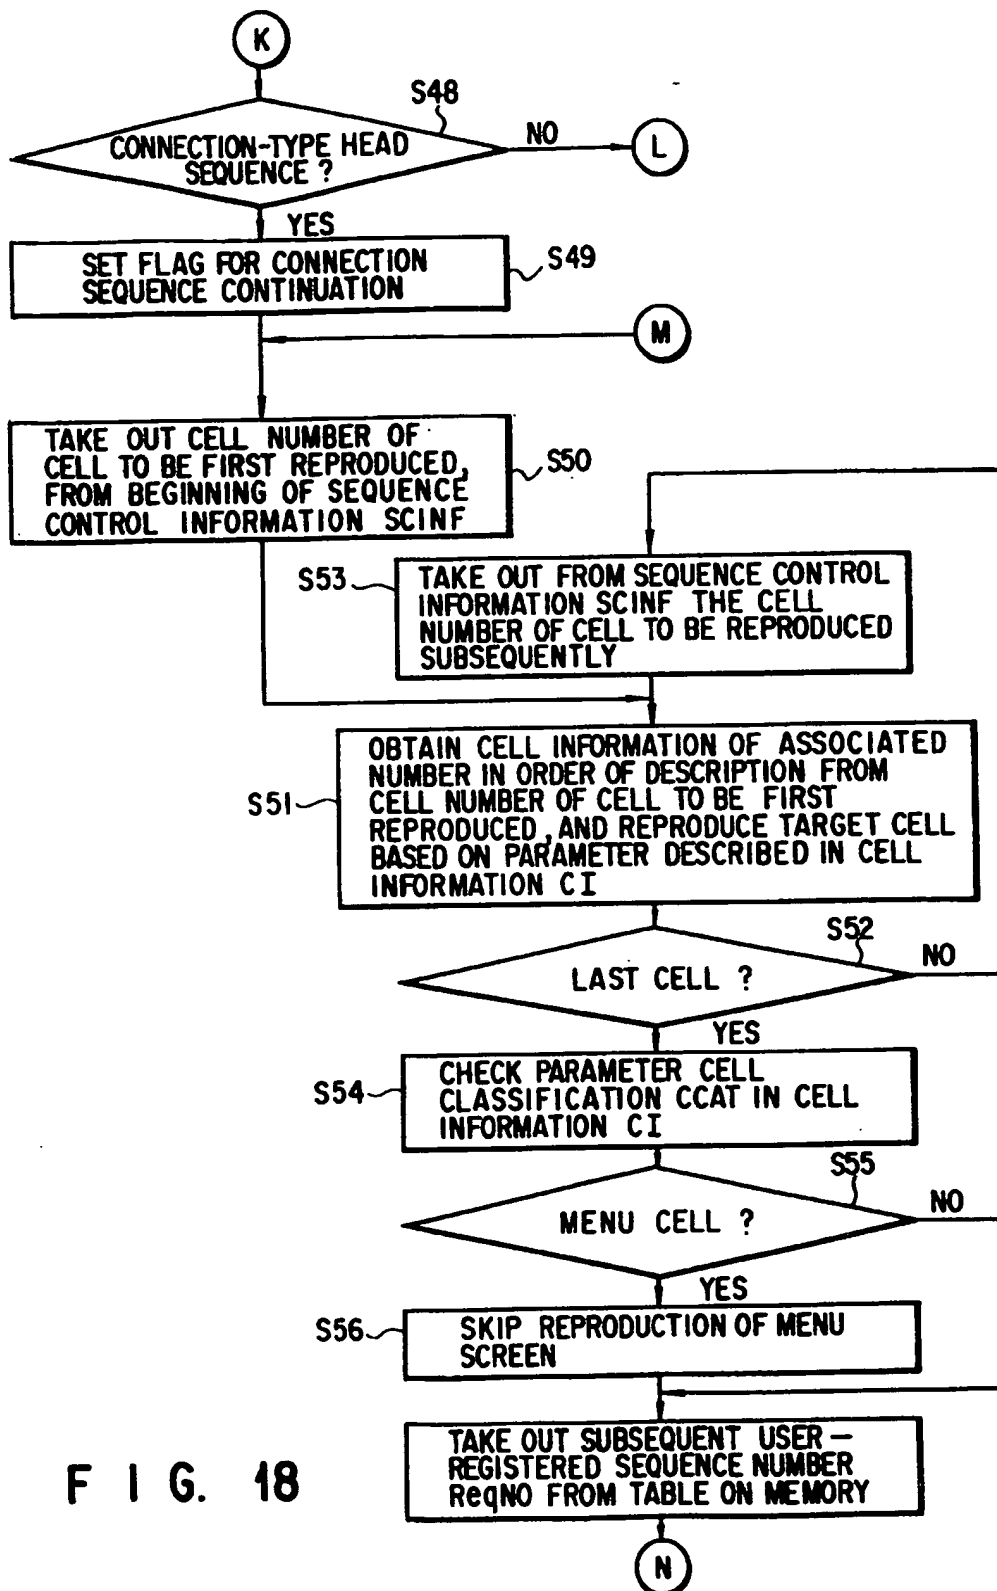 K
S48
CONNECTION-TYPE HEAD
SEQUENCE ?
NO
L
YES
SET FLAG FOR CONNECTION
SEQUENCE CONTINUATION
S49
M
TAKE OUT CELL NUMBER OF
CELL TO BE FIRST REPRODUCED,
FROM BEGINNING OF SEQUENCE
CONTROL INFORMATION SCINF
S50
S53
TAKE OUT FROM SEQUENCE CONTROL
INFORMATION SCINF THE CELL
NUMBER OF CELL TO BE REPRODUCED
SUBSEQUENTLY
S51
OBTAIN CELL INFORMATION OF ASSOCIATED
NUMBER IN ORDER OF DESCRIPTION FROM
CELL NUMBER OF CELL TO BE FIRST
REPRODUCED, AND REPRODUCE TARGET CELL
BASED ON PARAMETER DESCRIBED IN CELL
INFORMATION CI
S52
LAST CELL ?
NO
YES
S54
CHECK PARAMETER CELL
CLASSIFICATION CCAT IN CELL
INFORMATION CI
S55
MENU CELL ?
NO
YES
S56
SKIP REPRODUCTION OF MENU
SCREEN
TAKE OUT SUBSEQUENT USER-
REGISTERED SEQUENCE NUMBER
ReqNO FROM TABLE ON MEMORY
N
FIG. 18